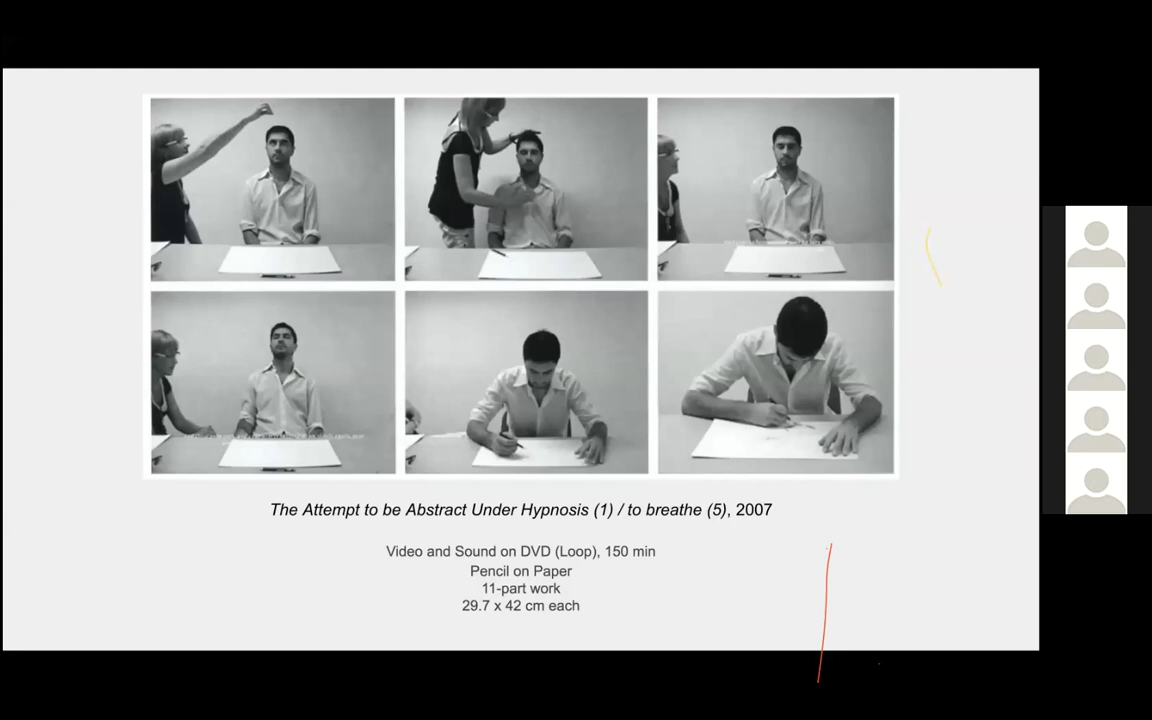 The Attempt to be Abstract Under Hypnosis (1) / to breathe (5), 2007
Video and Sound on DVD (Loop), 150 min
Pencil on Paper
11-part work
29.7 x 42 cm each